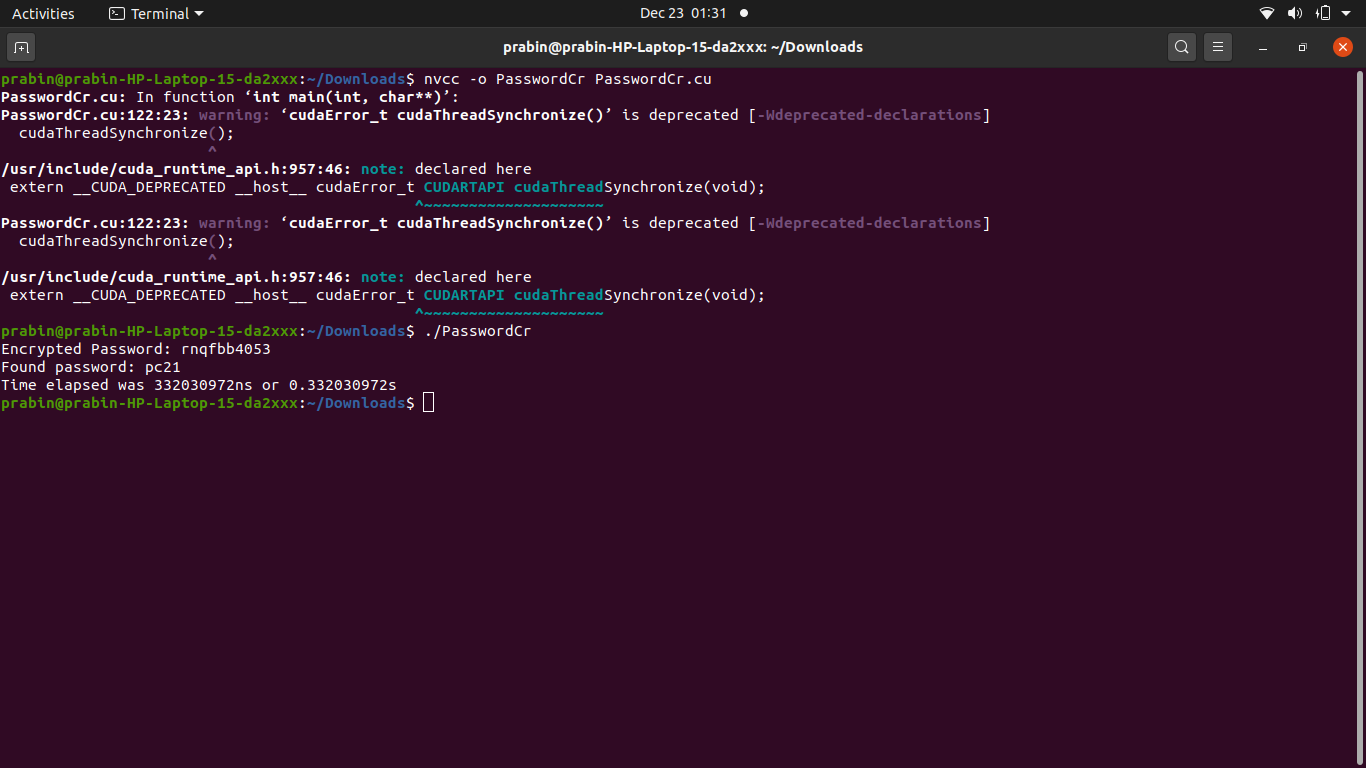 Activities Terminal Dec 23 01:31
prabin@prabin-HP-Laptop-15-da2xxx: ~/Downloads
prabin@prabin-HP-Laptop-15-da2xxx:~/Downloads$ nvcc -o PasswordCr PasswordCr.cu
PasswordCr.cu: In function ‘int main(int, char**)’:
PasswordCr.cu:122:23: warning: ‘cudaError_t cudaThreadSynchronize()’ is deprecated [-Wdeprecated-declarations]
  cudaThreadSynchronize();
                       ^
/usr/include/cuda_runtime_api.h:957:46: note: declared here
 extern __CUDA_DEPRECATED __host__ cudaError_t CUDARTAPI cudaThreadSynchronize(void);
                                              ^~~~~~~~~~~~~~~~~~~~~
PasswordCr.cu:122:23: warning: ‘cudaError_t cudaThreadSynchronize()’ is deprecated [-Wdeprecated-declarations]
  cudaThreadSynchronize();
                       ^
/usr/include/cuda_runtime_api.h:957:46: note: declared here
 extern __CUDA_DEPRECATED __host__ cudaError_t CUDARTAPI cudaThreadSynchronize(void);
                                              ^~~~~~~~~~~~~~~~~~~~~
prabin@prabin-HP-Laptop-15-da2xxx:~/Downloads$ ./PasswordCr
Encrypted Password: rnqfbb4053
Found password: pc21
Time elapsed was 332030972ns or 0.332030972s
prabin@prabin-HP-Laptop-15-da2xxx:~/Downloads$